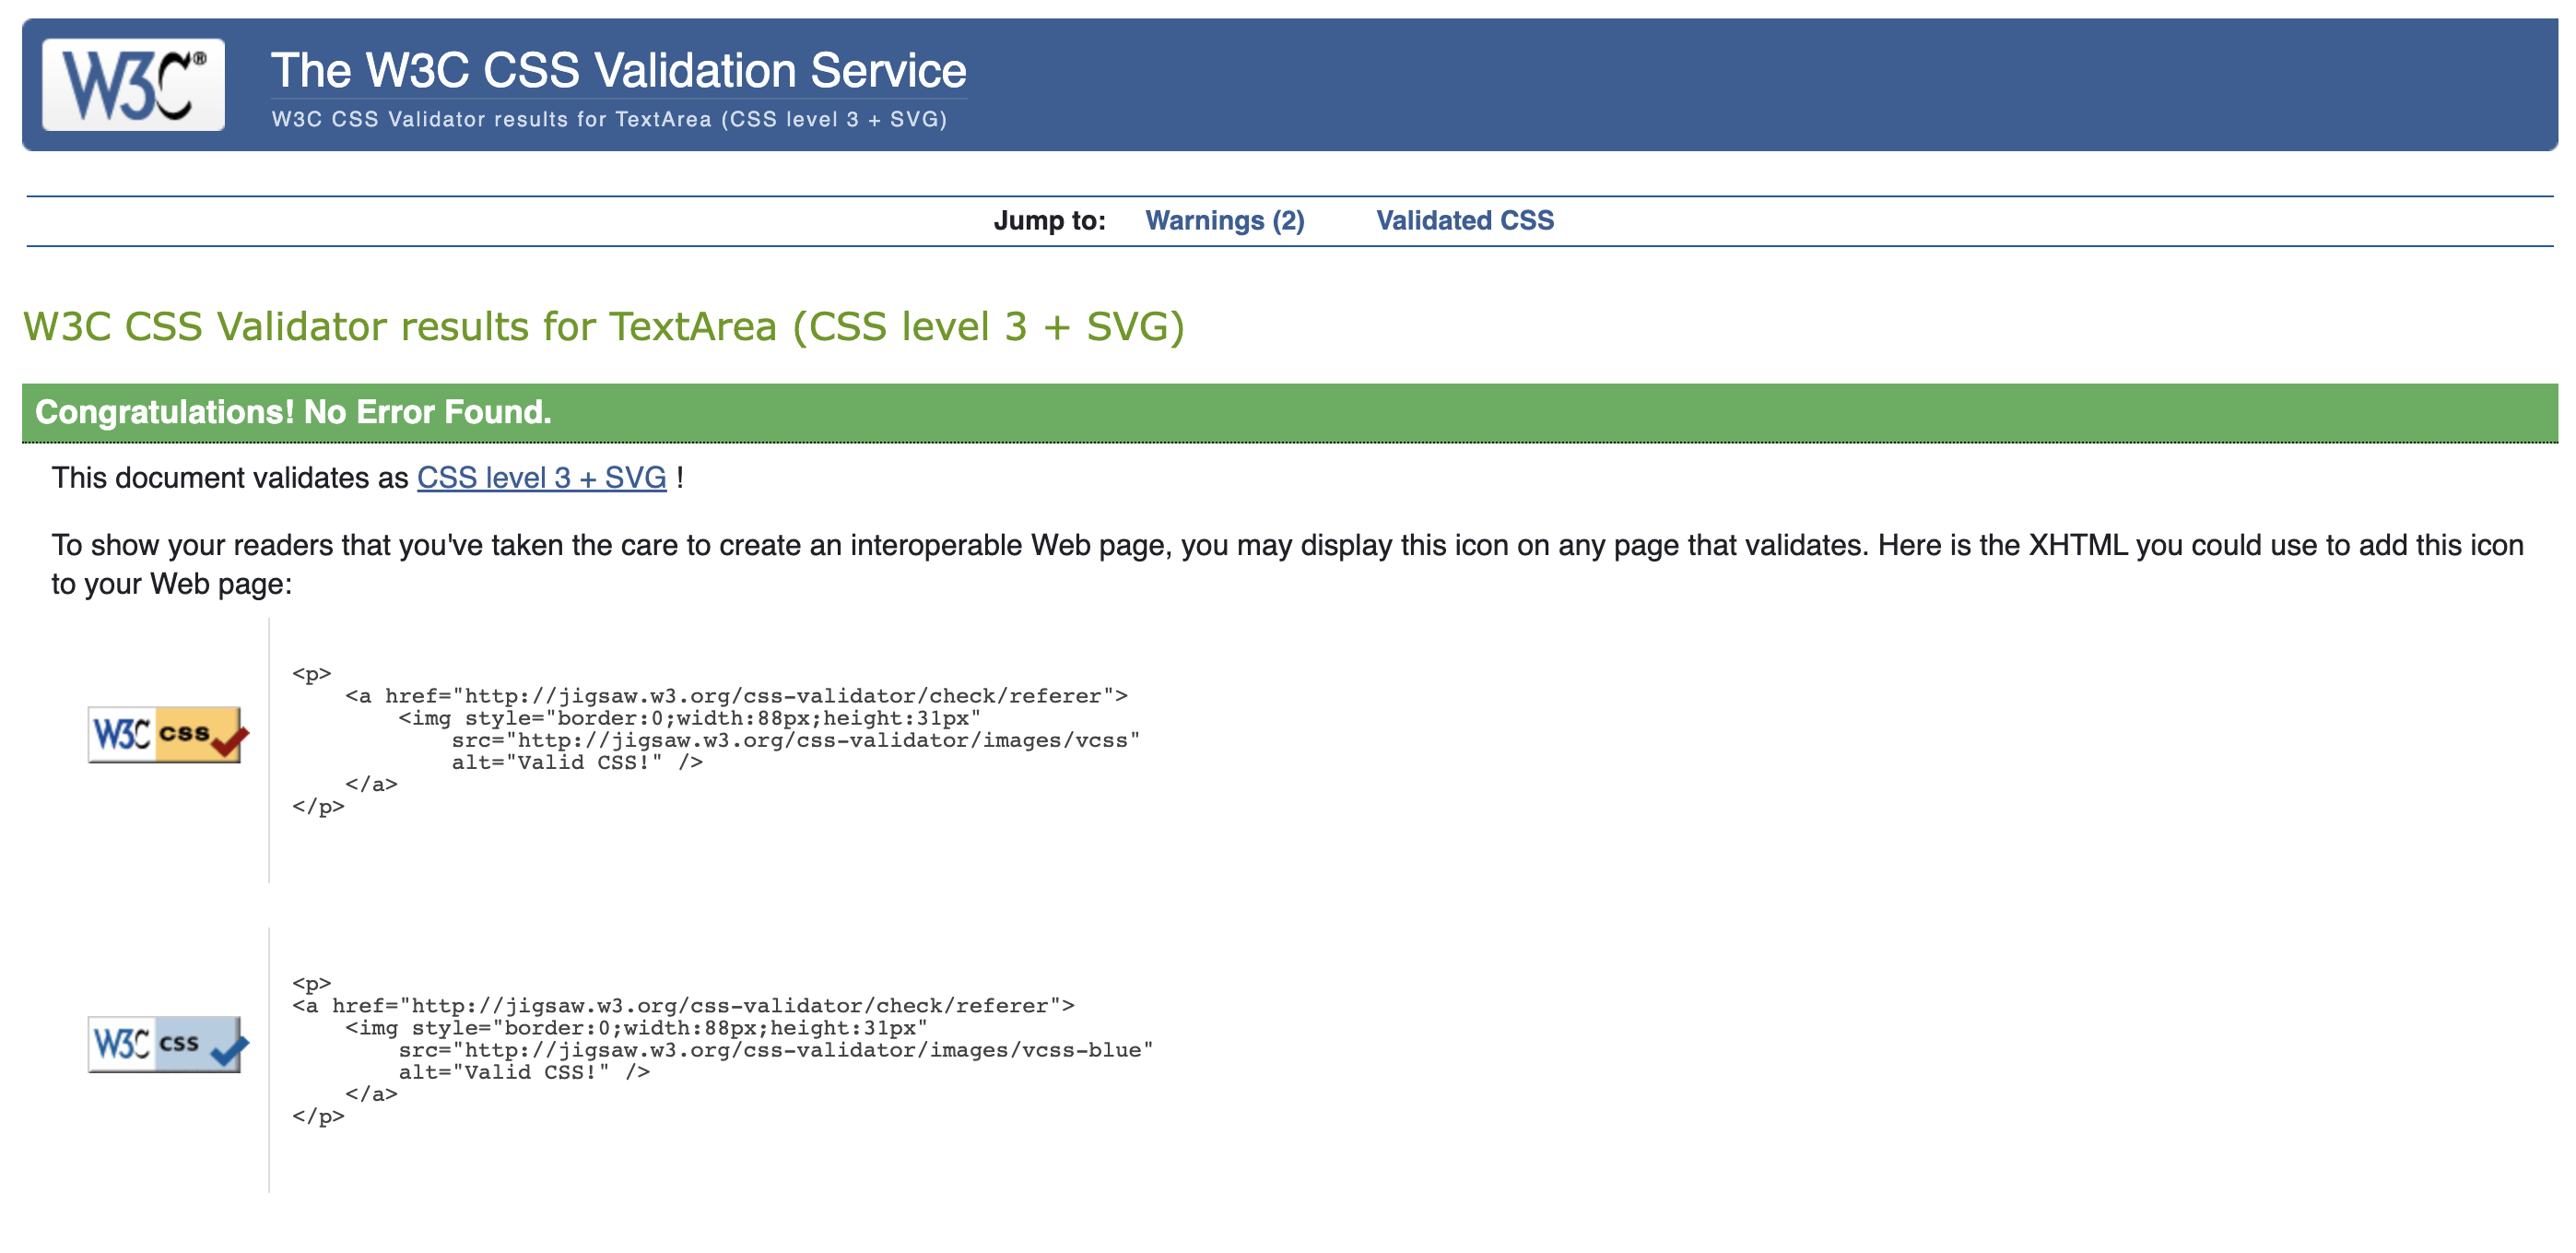 W3C®
The W3C CSS Validation Service
W3C CSS Validator results for TextArea (CSS level 3 + SVG)
Jump to: Warnings (2) Validated CSS
W3C CSS Validator results for TextArea (CSS level 3 + SVG)
Congratulations! No Error Found.
This document validates as CSS level 3 + SVG !
To show your readers that you've taken the care to create an interoperable Web page, you may display this icon on any page that validates. Here is the XHTML you could use to add this icon
to your Web page:
W3C css
<p>
    <a href="http://jigsaw.w3.org/css-validator/check/referer">
        <img style="border:0;width:88px;height:31px"
            src="http://jigsaw.w3.org/css-validator/images/vcss"
            alt="Valid CSS!" />
    </a>
</p>
W3C css
<p>
<a href="http://jigsaw.w3.org/css-validator/check/referer">
    <img style="border:0;width:88px;height:31px"
        src="http://jigsaw.w3.org/css-validator/images/vcss-blue"
        alt="Valid CSS!" />
    </a>
</p>